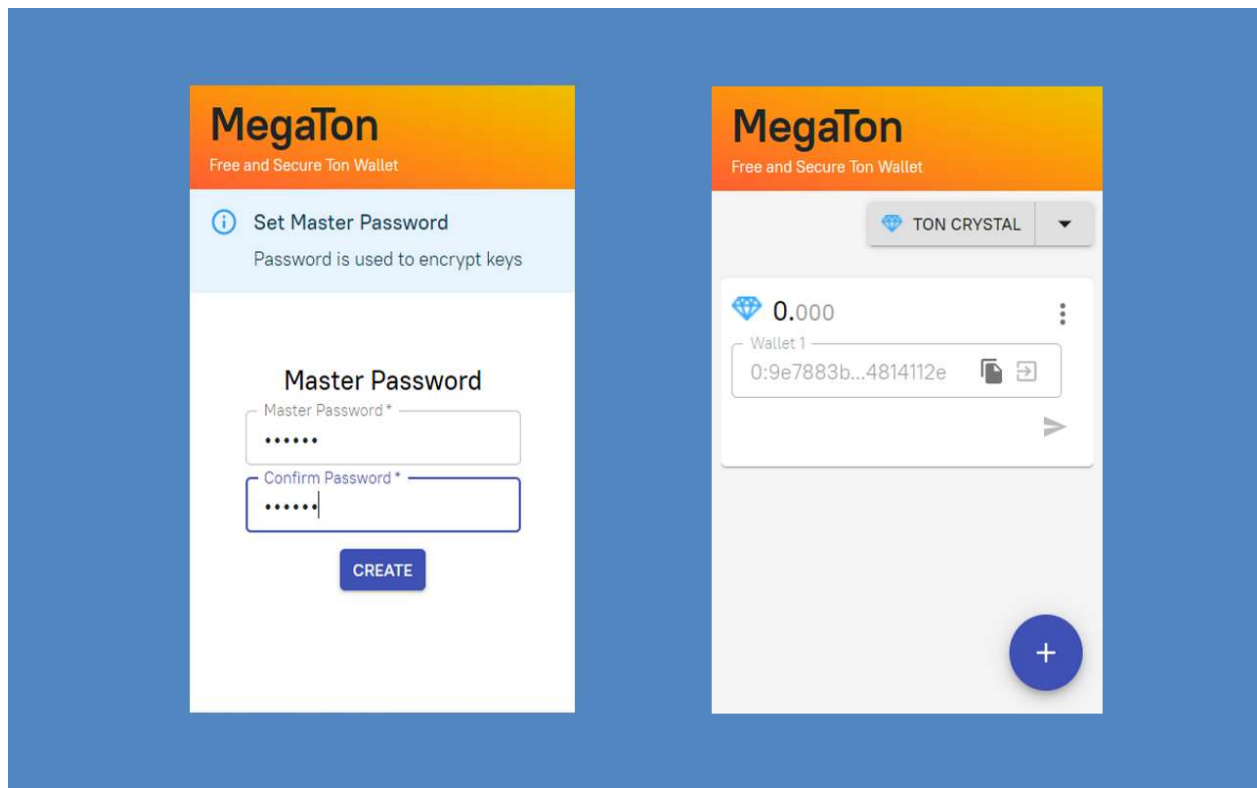 MegaTon
Free and Secure Ton Wallet
Set Master Password
Password is used to encrypt keys
Master Password
Master Password *
••••••
Confirm Password *
••••••
CREATE
MegaTon
Free and Secure Ton Wallet
TON CRYSTAL
0.000
Wallet 1
0:9e7883b...4814112e
+